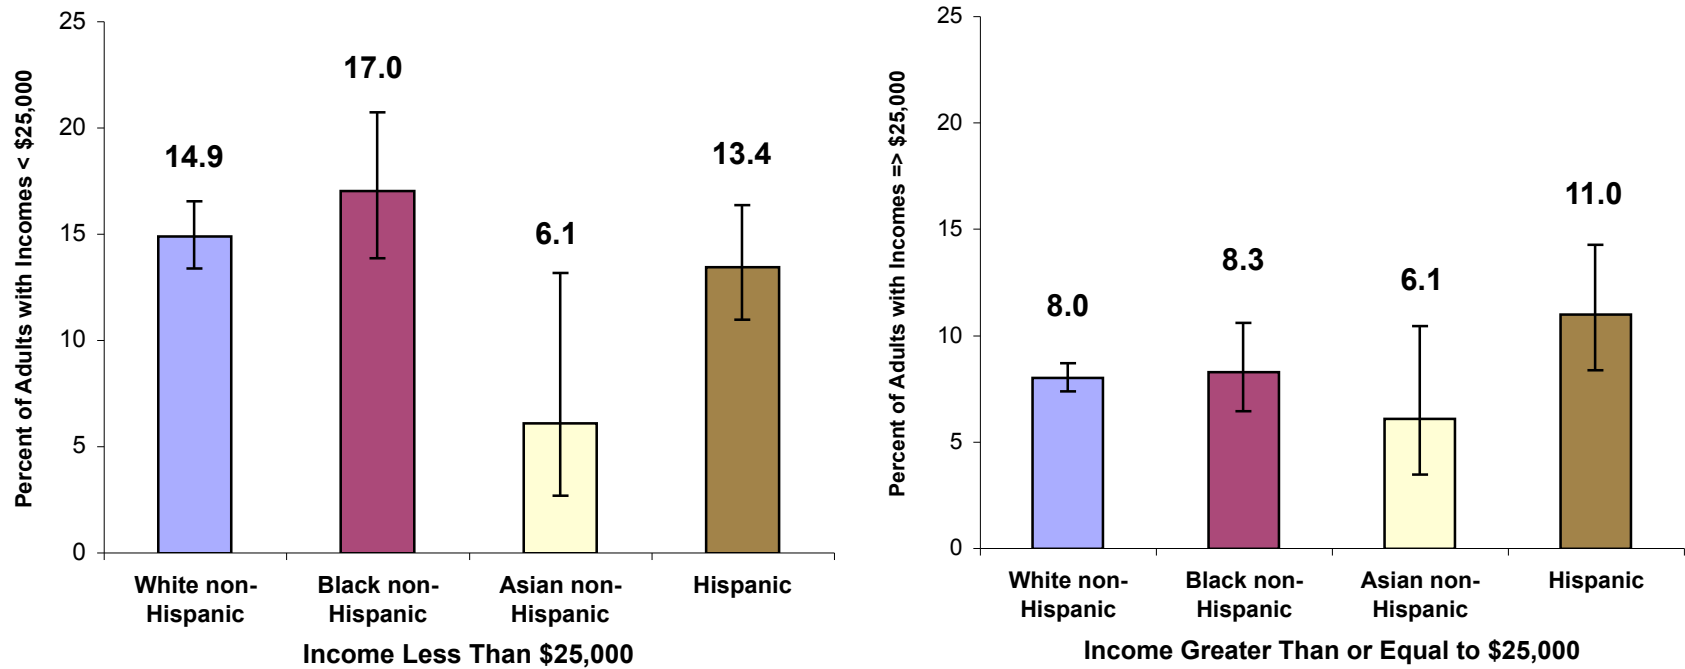 Percent of Adults with Incomes < $25,000
25
20
15
10
5
0
14.9
17.0
6.1
13.4
White non-
Hispanic
Black non-
Hispanic
Asian non-
Hispanic
Hispanic
Income Less Than $25,000
Percent of Adults with Incomes => $25,000
25
20
15
10
5
0
8.0
8.3
6.1
11.0
White non-
Hispanic
Black non-
Hispanic
Asian non-
Hispanic
Hispanic
Income Greater Than or Equal to $25,000